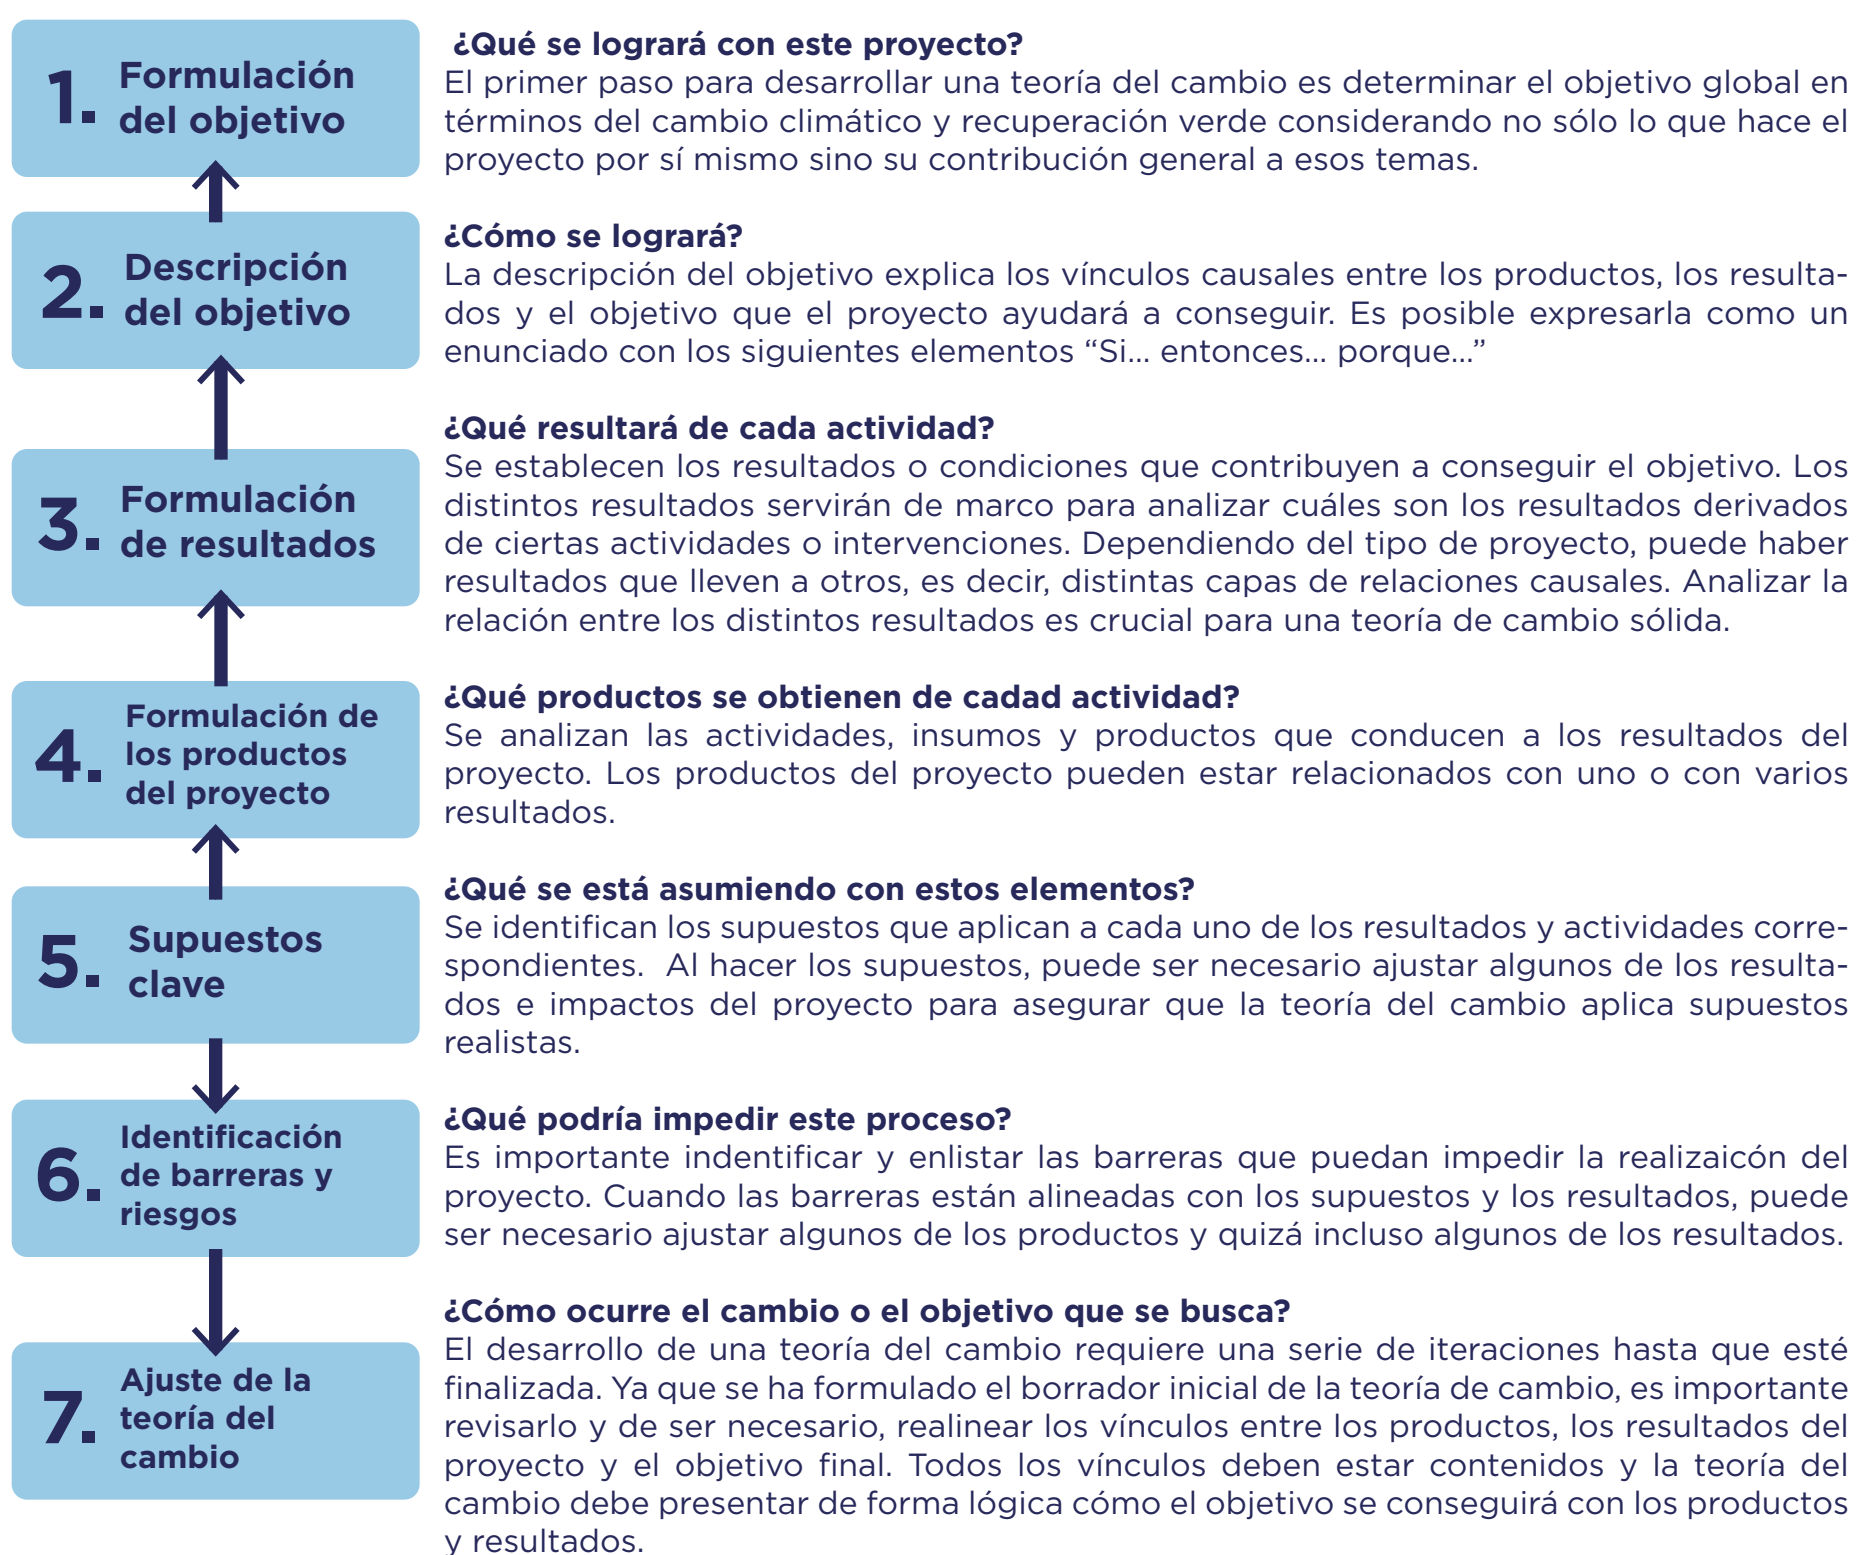 1. Formulación
del objetivo
¿Qué se logrará con este proyecto?
El primer paso para desarrollar una teoría del cambio es determinar el objetivo global en
términos del cambio climático y recuperación verde considerando no sólo lo que hace el
proyecto por sí mismo sino su contribución general a esos temas.
2. Descripción
del objetivo
¿Cómo se logrará?
La descripción del objetivo explica los vínculos causales entre los productos, los resulta-
dos y el objetivo que el proyecto ayudará a conseguir. Es posible expresarla como un
enunciado con los siguientes elementos “Si... entonces... porque...”
3. Formulación
de resultados
¿Qué resultará de cada actividad?
Se establecen los resultados o condiciones que contribuyen a conseguir el objetivo. Los
distintos resultados servirán de marco para analizar cuáles son los resultados derivados
de ciertas actividades o intervenciones. Dependiendo del tipo de proyecto, puede haber
resultados que lleven a otros, es decir, distintas capas de relaciones causales. Analizar la
relación entre los distintos resultados es crucial para una teoría de cambio sólida.
4. Formulación de
los productos
del proyecto
¿Qué productos se obtienen de cadad actividad?
Se analizan las actividades, insumos y productos que conducen a los resultados del
proyecto. Los productos del proyecto pueden estar relacionados con uno o con varios
resultados.
5. Supuestos
clave
¿Qué se está asumiendo con estos elementos?
Se identifican los supuestos que aplican a cada uno de los resultados y actividades corre-
spondientes. Al hacer los supuestos, puede ser necesario ajustar algunos de los resulta-
dos e impactos del proyecto para asegurar que la teoría del cambio aplica supuestos
realistas.
6. Identificación
de barreras y
riesgos
¿Qué podría impedir este proceso?
Es importante indentificar y enlistar las barreras que puedan impedir la realizaicón del
proyecto. Cuando las barreras están alineadas con los supuestos y los resultados, puede
ser necesario ajustar algunos de los productos y quizá incluso algunos de los resultados.
7. Ajuste de la
teoría del
cambio
¿Cómo ocurre el cambio o el objetivo que se busca?
El desarrollo de una teoría del cambio requiere una serie de iteraciones hasta que esté
finalizada. Ya que se ha formulado el borrador inicial de la teoría de cambio, es importante
revisarlo y de ser necesario, realinear los vínculos entre los productos, los resultados del
proyecto y el objetivo final. Todos los vínculos deben estar contenidos y la teoría del
cambio debe presentar de forma lógica cómo el objetivo se conseguirá con los productos
y resultados.